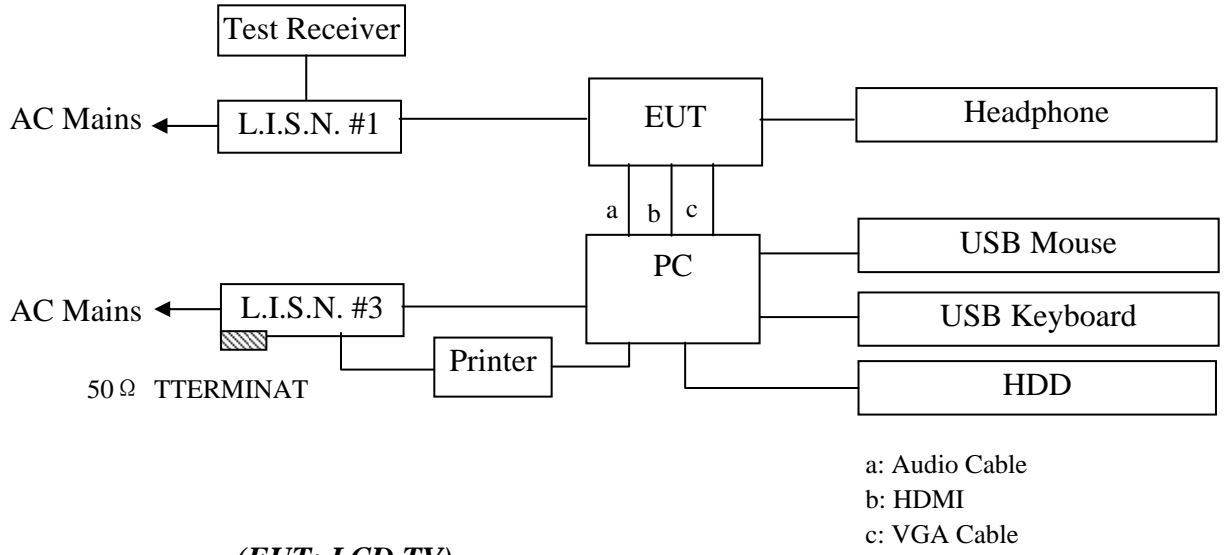 Test Receiver
AC Mains
L.I.S.N. #1
EUT
Headphone
a
b
c
PC
USB Mouse
AC Mains
L.I.S.N. #3
USB Keyboard
Printer
HDD
50Ω TTERMINAT
a: Audio Cable
b: HDMI
c: VGA Cable
(EUT: LCD TV)